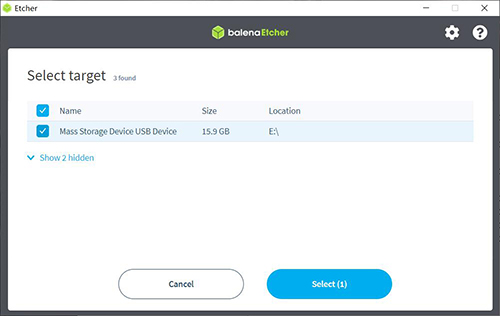 Etcher
balenaEtcher
Select target 3 found
Name Size Location
Mass Storage Device USB Device 15.9 GB E:\
Show 2 hidden
Cancel Select (1)